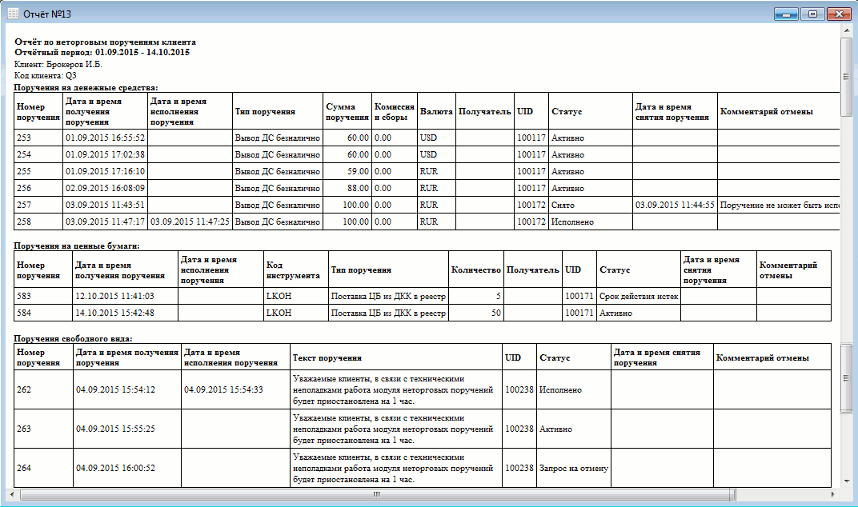 Отчёт №13
Отчёт по неторговым поручениям клиента
Отчётный период: 01.09.2015 - 14.10.2015
Клиент: Брокеров И.Б.
Код клиента: Q3
Поручения на денежные средства:
Номер поручения Дата и время получения поручения Дата и время исполнения поручения Тип поручения Сумма поручения Комиссия и сборы Валюта Получатель UID Статус Дата и время снятия поручения Комментарий отмены
253 01.09.2015 16:55:52 Вывод ДС безналично 60.00 0.00 USD 100117 Активно
254 01.09.2015 17:02:38 Вывод ДС безналично 60.00 0.00 USD 100117 Активно
255 01.09.2015 17:16:10 Вывод ДС безналично 59.00 0.00 RUR 100117 Активно
256 02.09.2015 16:08:09 Вывод ДС безналично 88.00 0.00 RUR 100117 Активно
257 03.09.2015 11:43:51 Вывод ДС безналично 100.00 0.00 RUR 100172 Снято 03.09.2015 11:44:55 Поручение не может быть испо
258 03.09.2015 11:47:17 03.09.2015 11:47:25 Вывод ДС безналично 100.00 0.00 RUR 100172 Исполнено
Поручения на ценные бумаги:
Номер поручения Дата и время получения поручения Дата и время исполнения поручения Код инструмента Тип поручения Количество Получатель UID Статус Дата и время снятия поручения Комментарий отмены
583 12.10.2015 11:41:03 LKOH Поставка ЦБ из ДКК в реестр 5 100171 Срок действия истек
584 14.10.2015 15:42:48 LKOH Поставка ЦБ из ДКК в реестр 50 100171 Активно
Поручения свободного вида:
Номер поручения Дата и время получения поручения Дата и время исполнения поручения Текст поручения UID Статус Дата и время снятия поручения Комментарий отмены
262 04.09.2015 15:54:12 04.09.2015 15:54:33 Уважаемые клиенты, в связи с техническими неполадками работа модуля неторговых поручений будет приостановлена на 1 час. 100238 Исполнено
263 04.09.2015 15:55:25 Уважаемые клиенты, в связи с техническими неполадками работа модуля неторговых поручений будет приостановлена на 1 час. 100238 Активно
264 04.09.2015 16:00:52 Уважаемые клиенты, в связи с техническими неполадками работа модуля неторговых поручений будет приостановлена на 1 час. 100238 Запрос на отмену